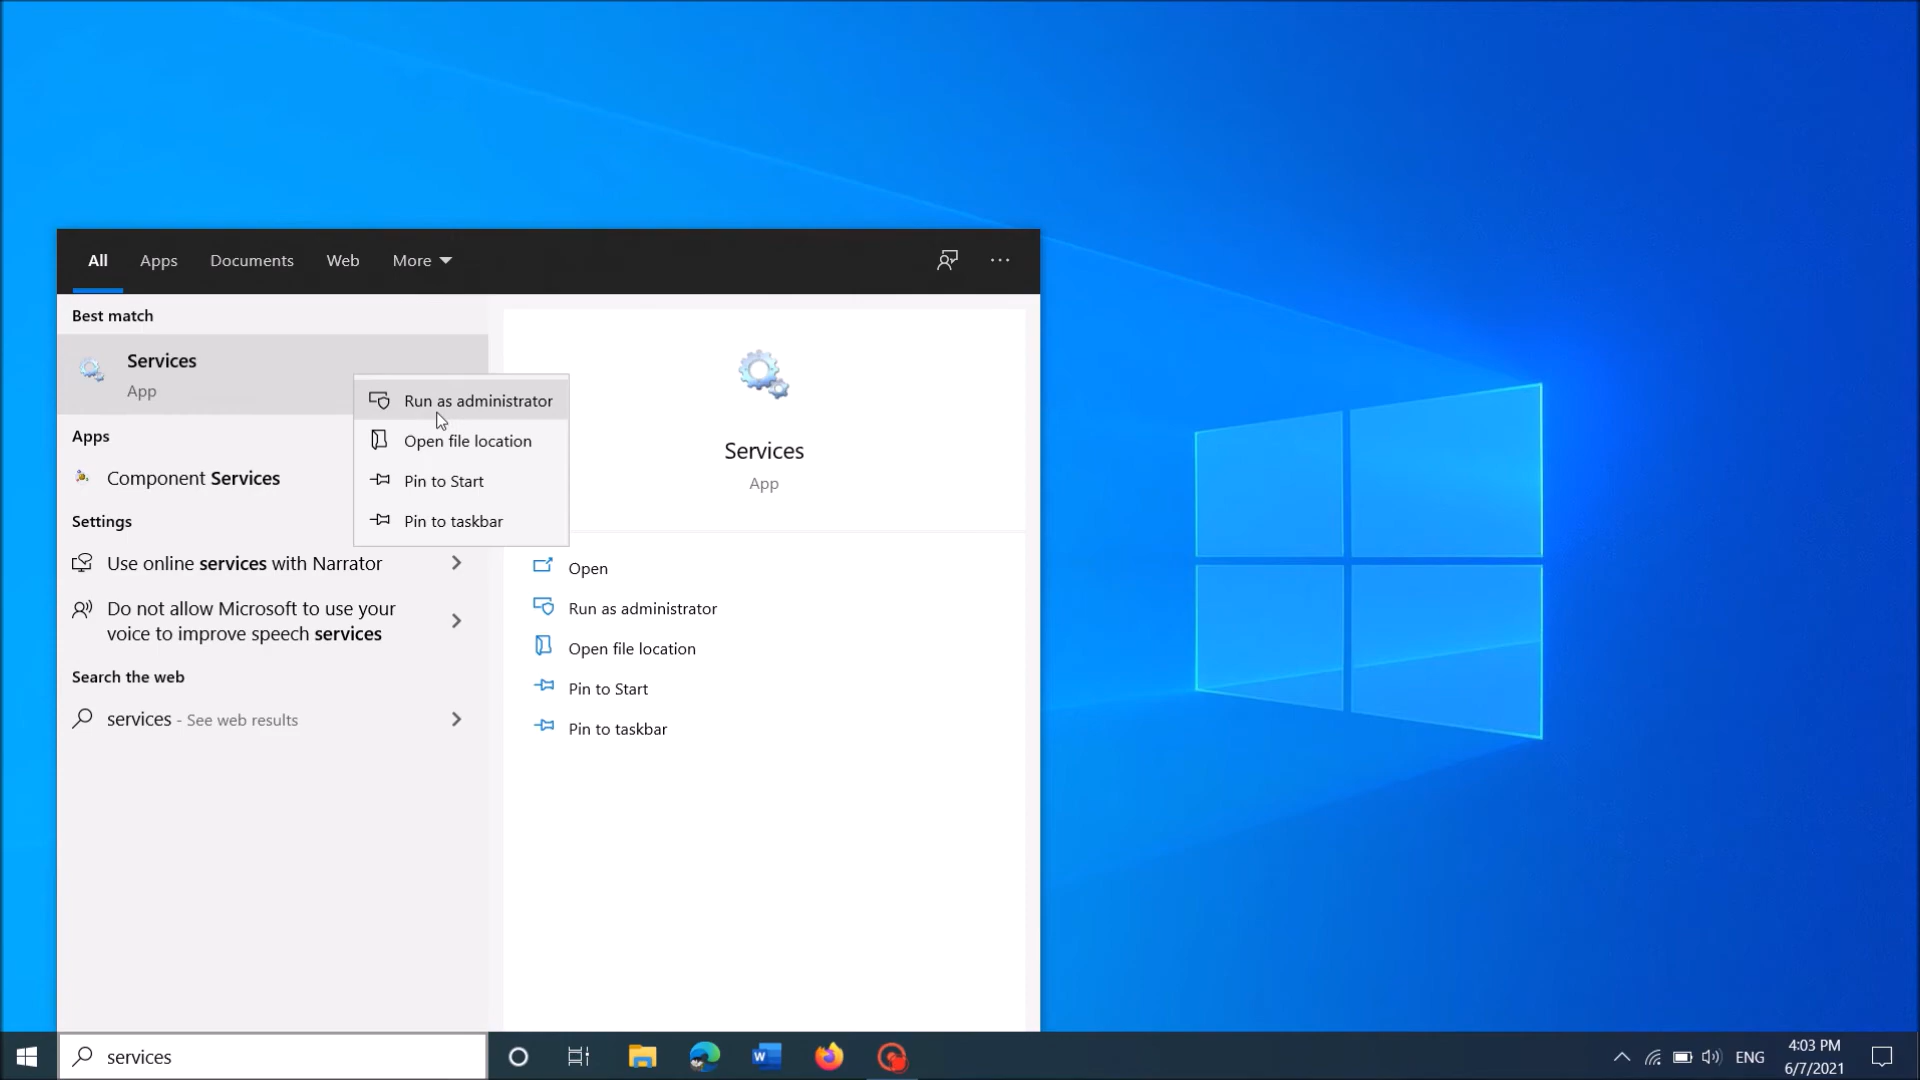 All
Apps
Documents
Web
More
Best match
Services
App
Run as administrator
Open file location
Pin to Start
Pin to taskbar
Apps
Component Services
Settings
Use online services with Narrator
Do not allow Microsoft to use your
voice to improve speech services
Search the web
services - See web results
Services
App
Open
Run as administrator
Open file location
Pin to Start
Pin to taskbar
services
ENG
4:03 PM
6/7/2021